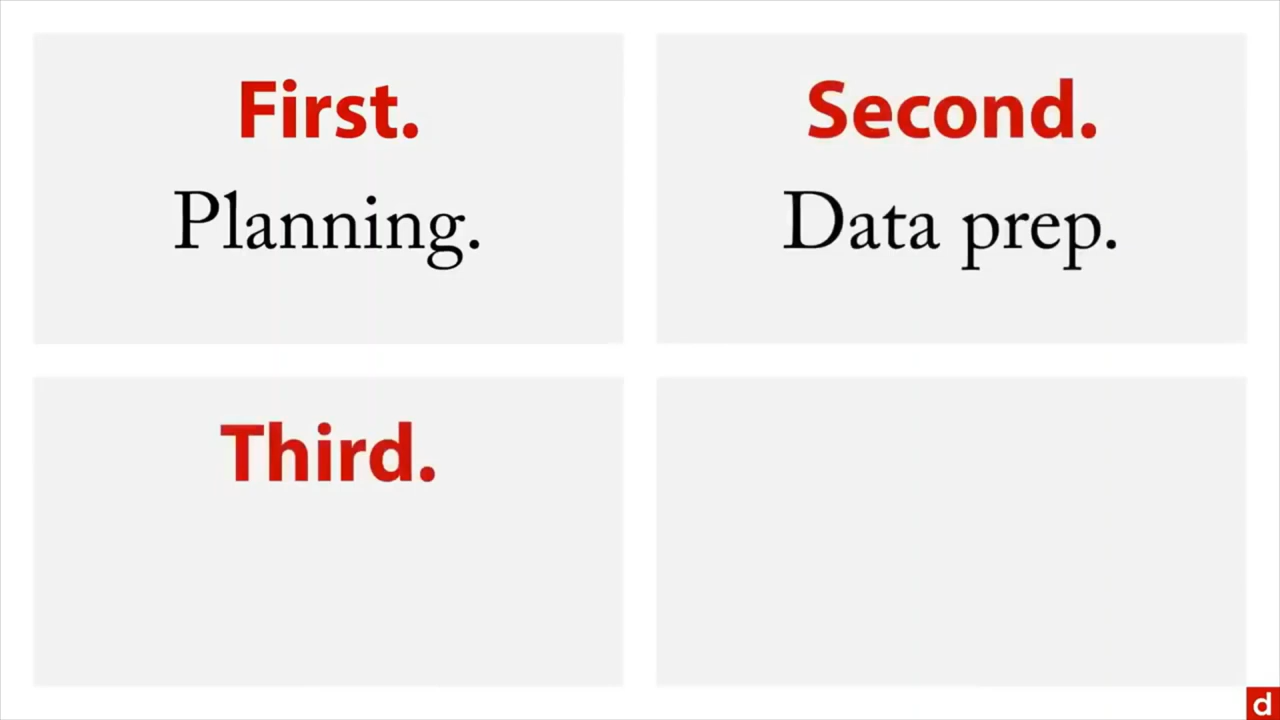 First.
Planning.
Second.
Data prep.
Third.
d